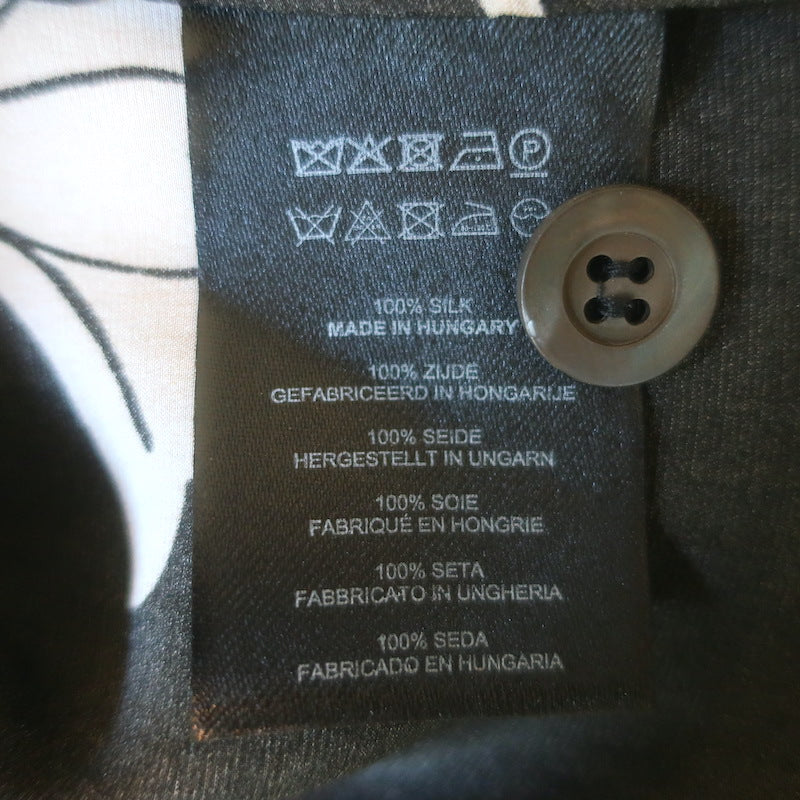 P
100% SILK
MADE IN HUNGARY
100% ZIJDE
GEFABRICEERD IN HONGARIJE
100% SEIDE
HERGESTELLT IN UNGARN
100% SOIE
FABRIQUÉ EN HONGRIE
100% SETA
FABBRICATO IN UNGHERIA
100% SEDA
FABRICADO EN HUNGARIA